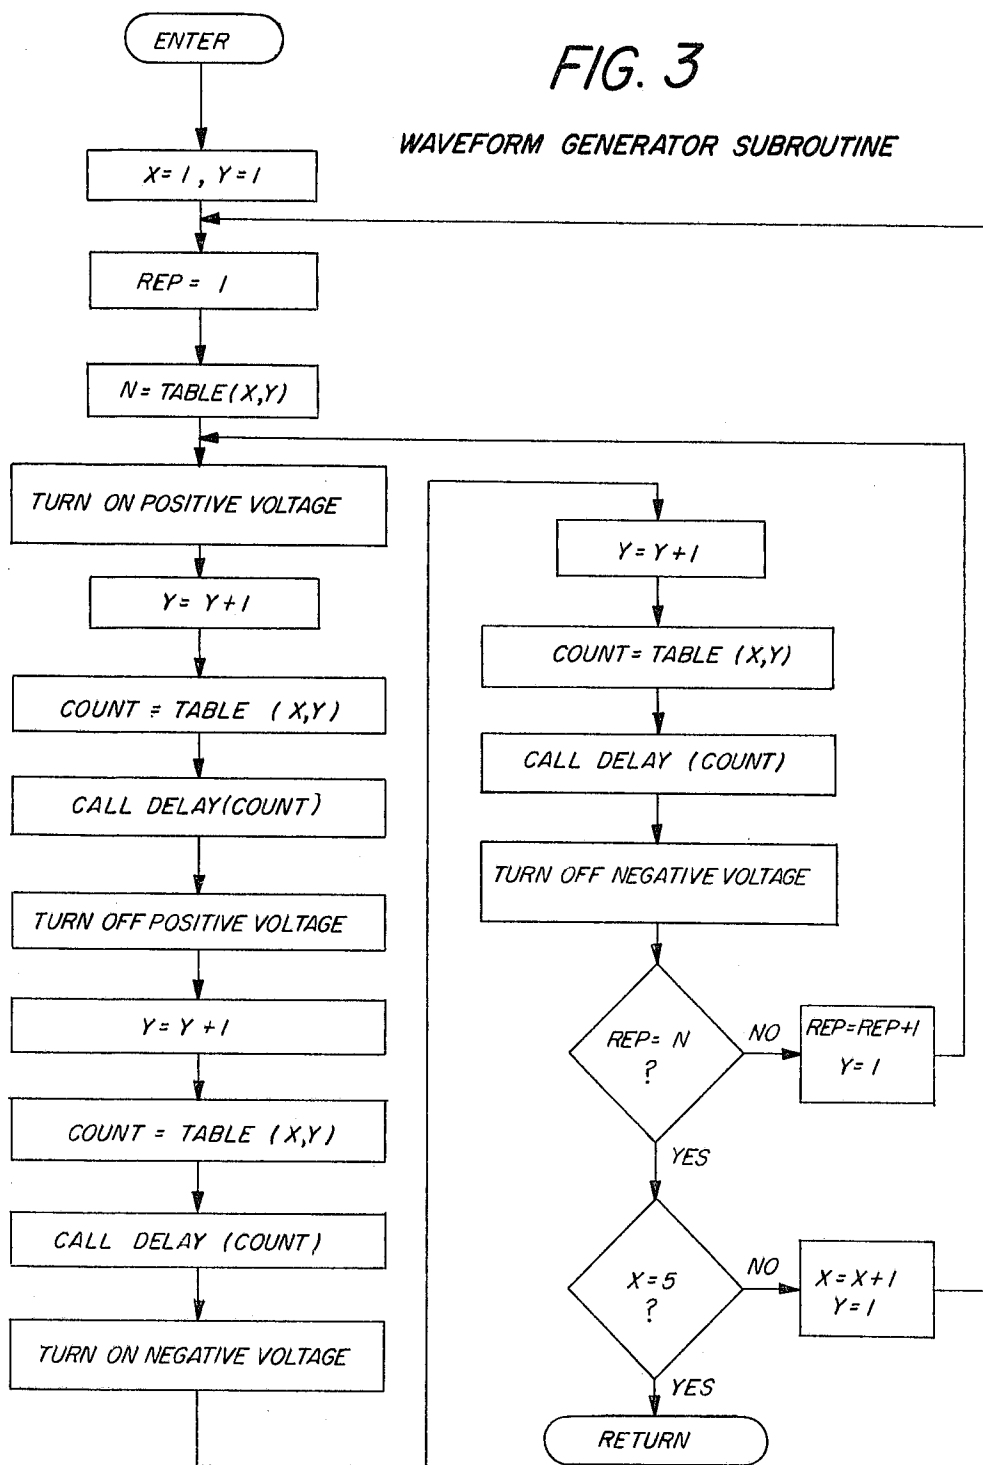 FIG. 3
WAVEFORM GENERATOR SUBROUTINE
ENTER
X=1, Y=1
REP= 1
N= TABLE(X,Y)
TURN ON POSITIVE VOLTAGE
Y= Y+1
COUNT = TABLE (X,Y)
CALL DELAY(COUNT)
TURN OFF POSITIVE VOLTAGE
Y= Y+1
COUNT = TABLE (X,Y)
CALL DELAY (COUNT)
TURN ON NEGATIVE VOLTAGE
Y= Y+1
COUNT= TABLE (X,Y)
CALL DELAY (COUNT)
TURN OFF NEGATIVE VOLTAGE
REP= N
?
NO
REP=REP+1
Y=1
YES
X=5
?
NO
X=X+1
Y=1
YES
RETURN